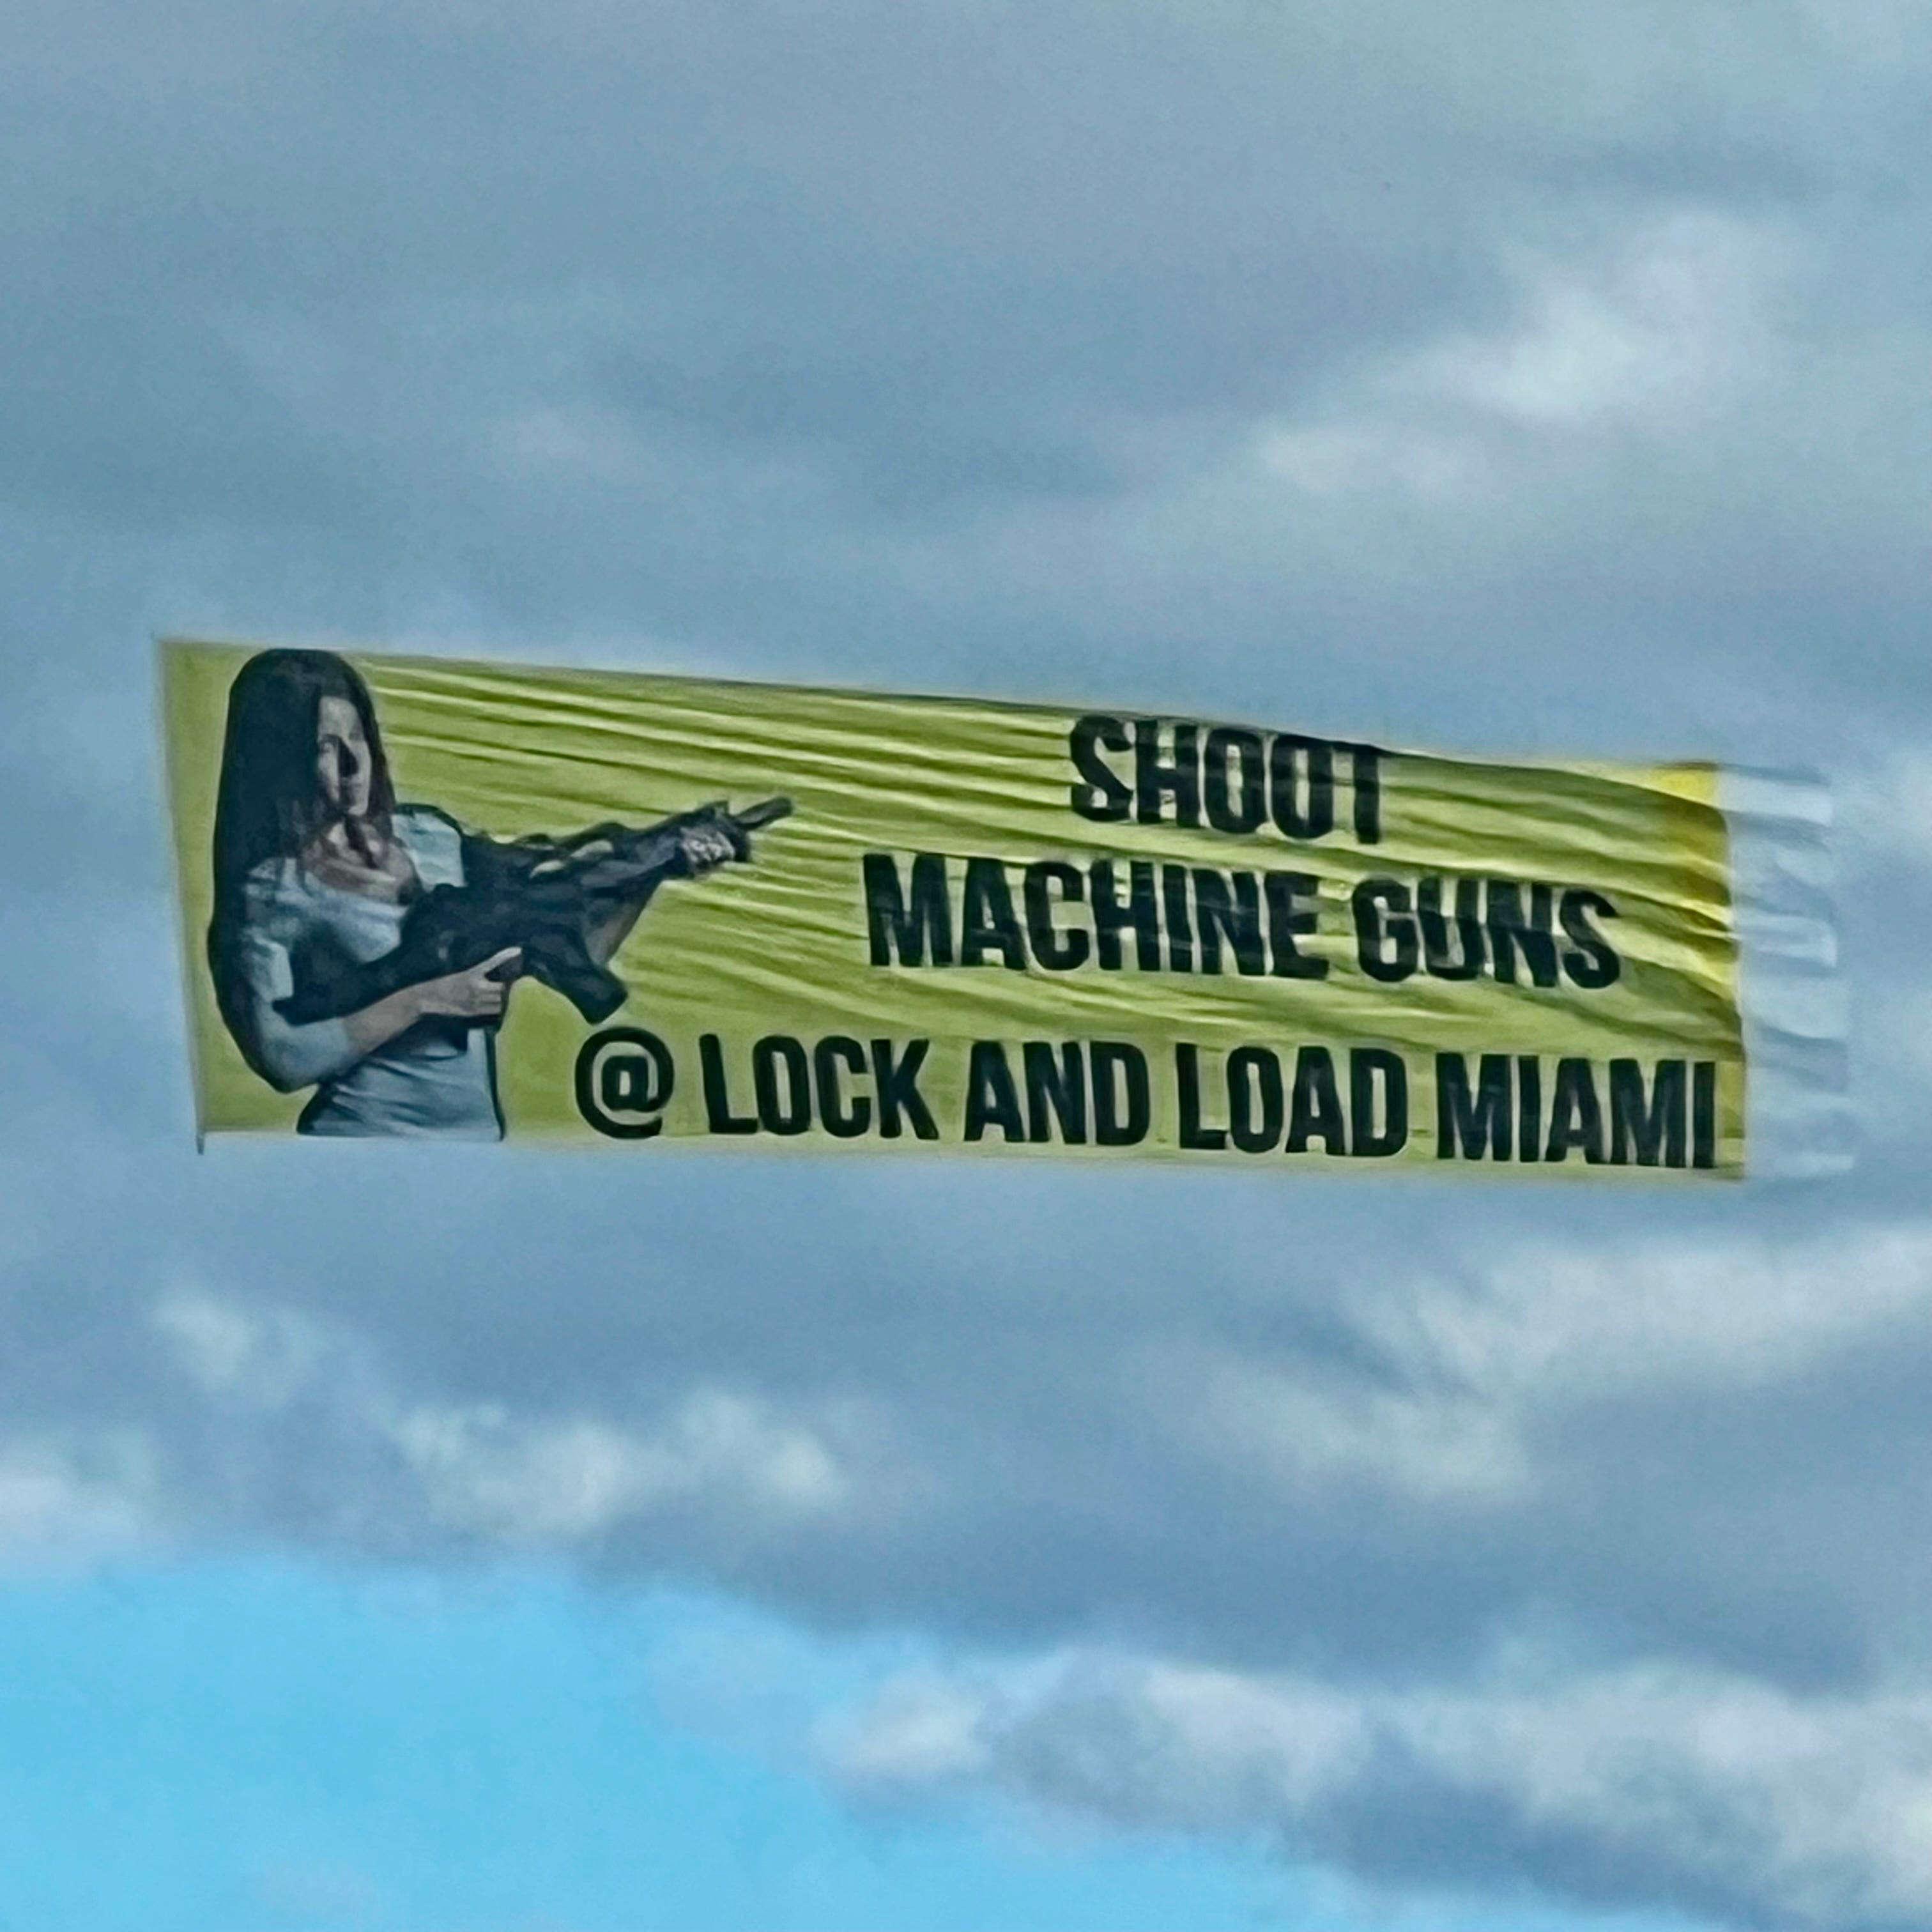 SHOOT
MACHINE GUNS
@ LOCK AND LOAD MIAMI